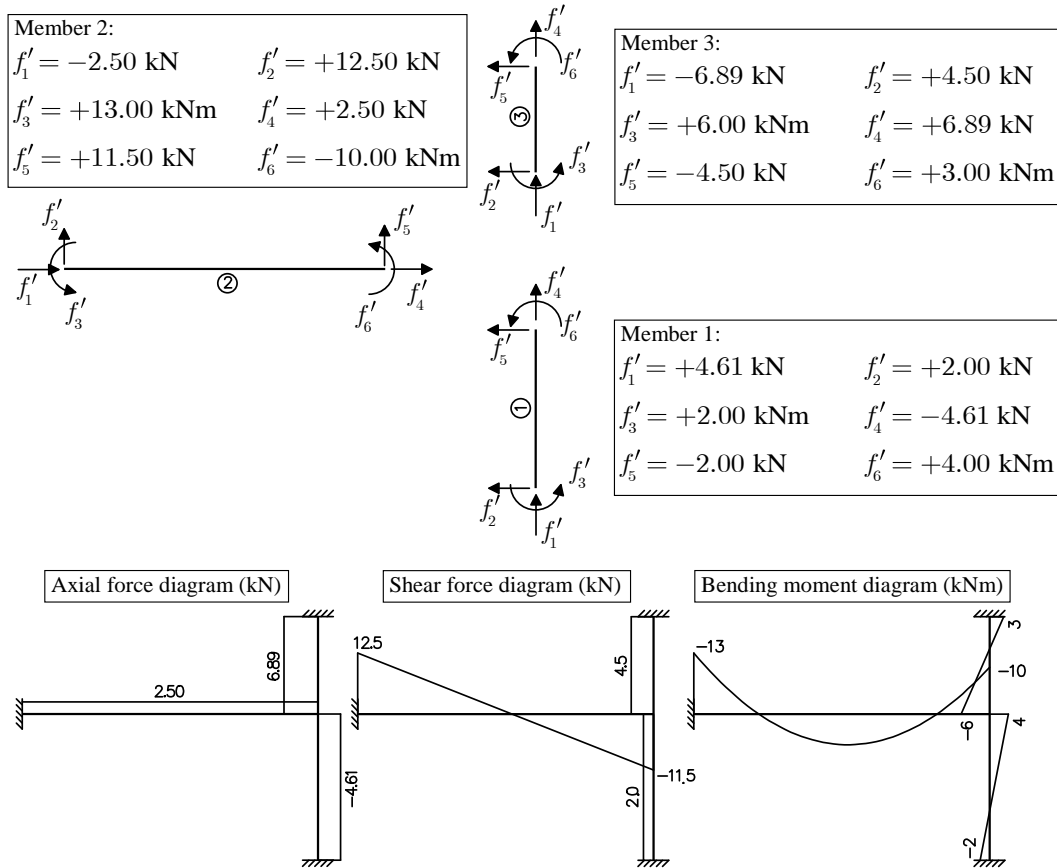 Member 2:
f′₁ = −2.50 kN f′₂ = +12.50 kN
f′₃ = +13.00 kNm f′₄ = +2.50 kN
f′₅ = +11.50 kN f′₆ = −10.00 kNm
f′₄
f′₆
f′₅
③
f′₃
f′₂
f′₁
Member 3:
f′₁ = −6.89 kN f′₂ = +4.50 kN
f′₃ = +6.00 kNm f′₄ = +6.89 kN
f′₅ = −4.50 kN f′₆ = +3.00 kNm
f′₂
f′₅
②
f′₁
f′₃
f′₆
f′₄
f′₄
f′₆
f′₅
①
f′₃
f′₂
f′₁
Member 1:
f′₁ = +4.61 kN f′₂ = +2.00 kN
f′₃ = +2.00 kNm f′₄ = −4.61 kN
f′₅ = −2.00 kN f′₆ = +4.00 kNm
Axial force diagram (kN)
6.89
2.50
−4.61
Shear force diagram (kN)
12.5
4.5
−11.5
2.0
Bending moment diagram (kNm)
3
−13
−10
−6
4
−2